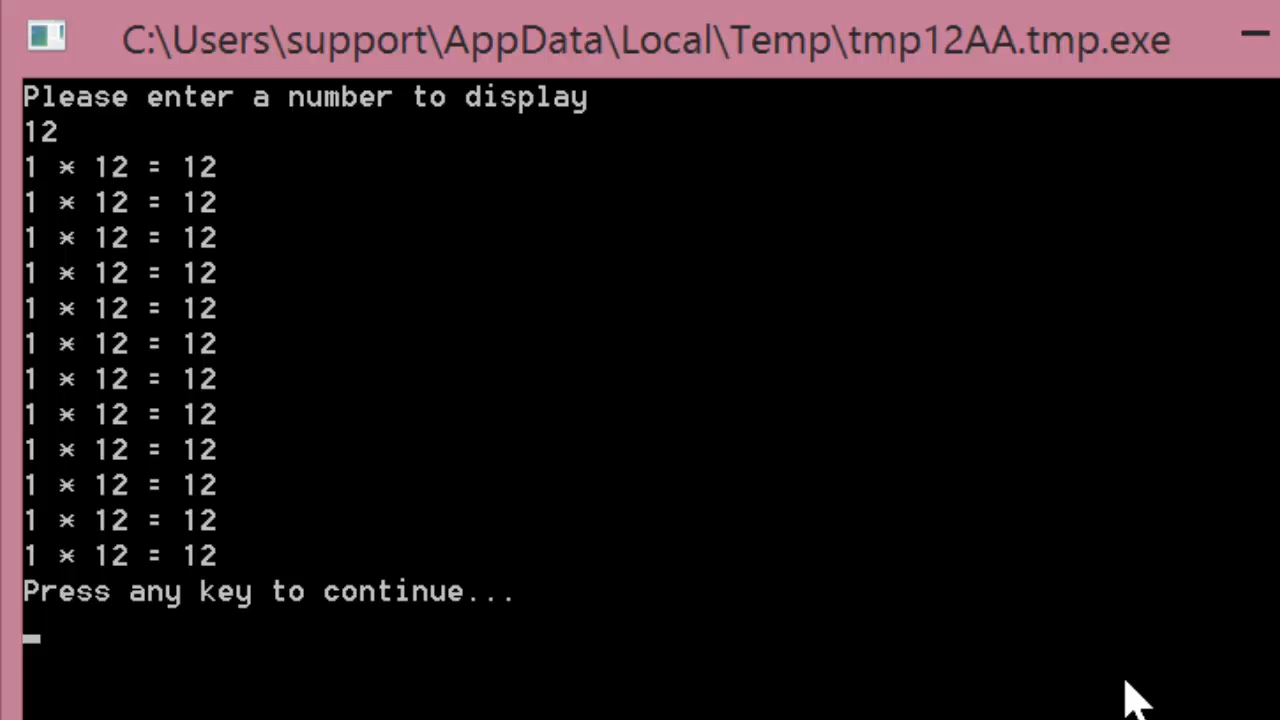 C:\Users\support\AppData\Local\Temp\tmp12AA.tmp.exe
Please enter a number to display
12
1 * 12 = 12
1 * 12 = 12
1 * 12 = 12
1 * 12 = 12
1 * 12 = 12
1 * 12 = 12
1 * 12 = 12
1 * 12 = 12
1 * 12 = 12
1 * 12 = 12
1 * 12 = 12
1 * 12 = 12
Press any key to continue...